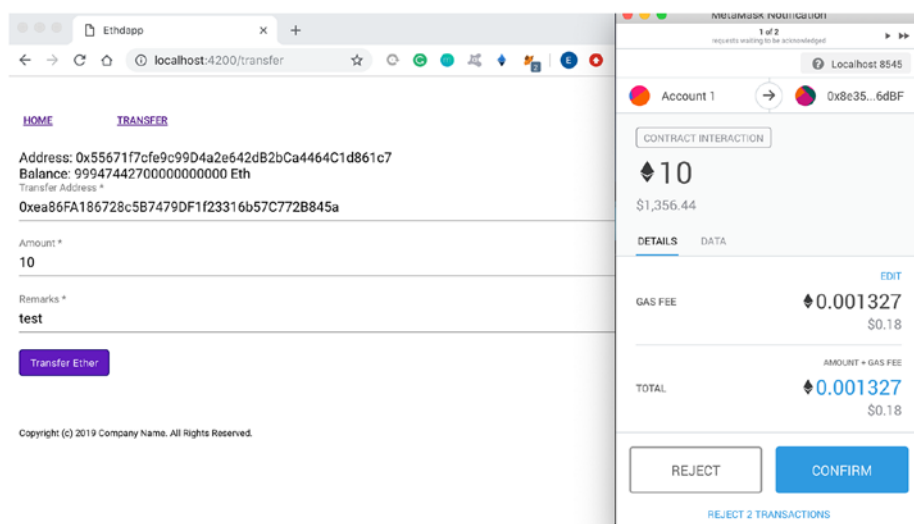 Ethdapp
localhost:4200/transfer
2
E
HOME TRANSFER
Address: 0x55671f7cfe9c99D4a2e642dB2bCa4464C1d861c7
Balance: 99947442700000000000 Eth
Transfer Address *
0xea86FA186728c5B7479DF1f23316b57C772B845a
Amount *
10
Remarks *
test
Transfer Ether
Copyright (c) 2019 Company Name. All Rights Reserved.
MetaMask Notification
1 of 2
requests waiting to be acknowledged
Localhost 8545
Account 1 0x8e35...6dBF
CONTRACT INTERACTION
10
$1,356.44
DETAILS DATA
EDIT
GAS FEE 0.001327
$0.18
AMOUNT + GAS FEE
TOTAL 0.001327
$0.18
REJECT CONFIRM
REJECT 2 TRANSACTIONS